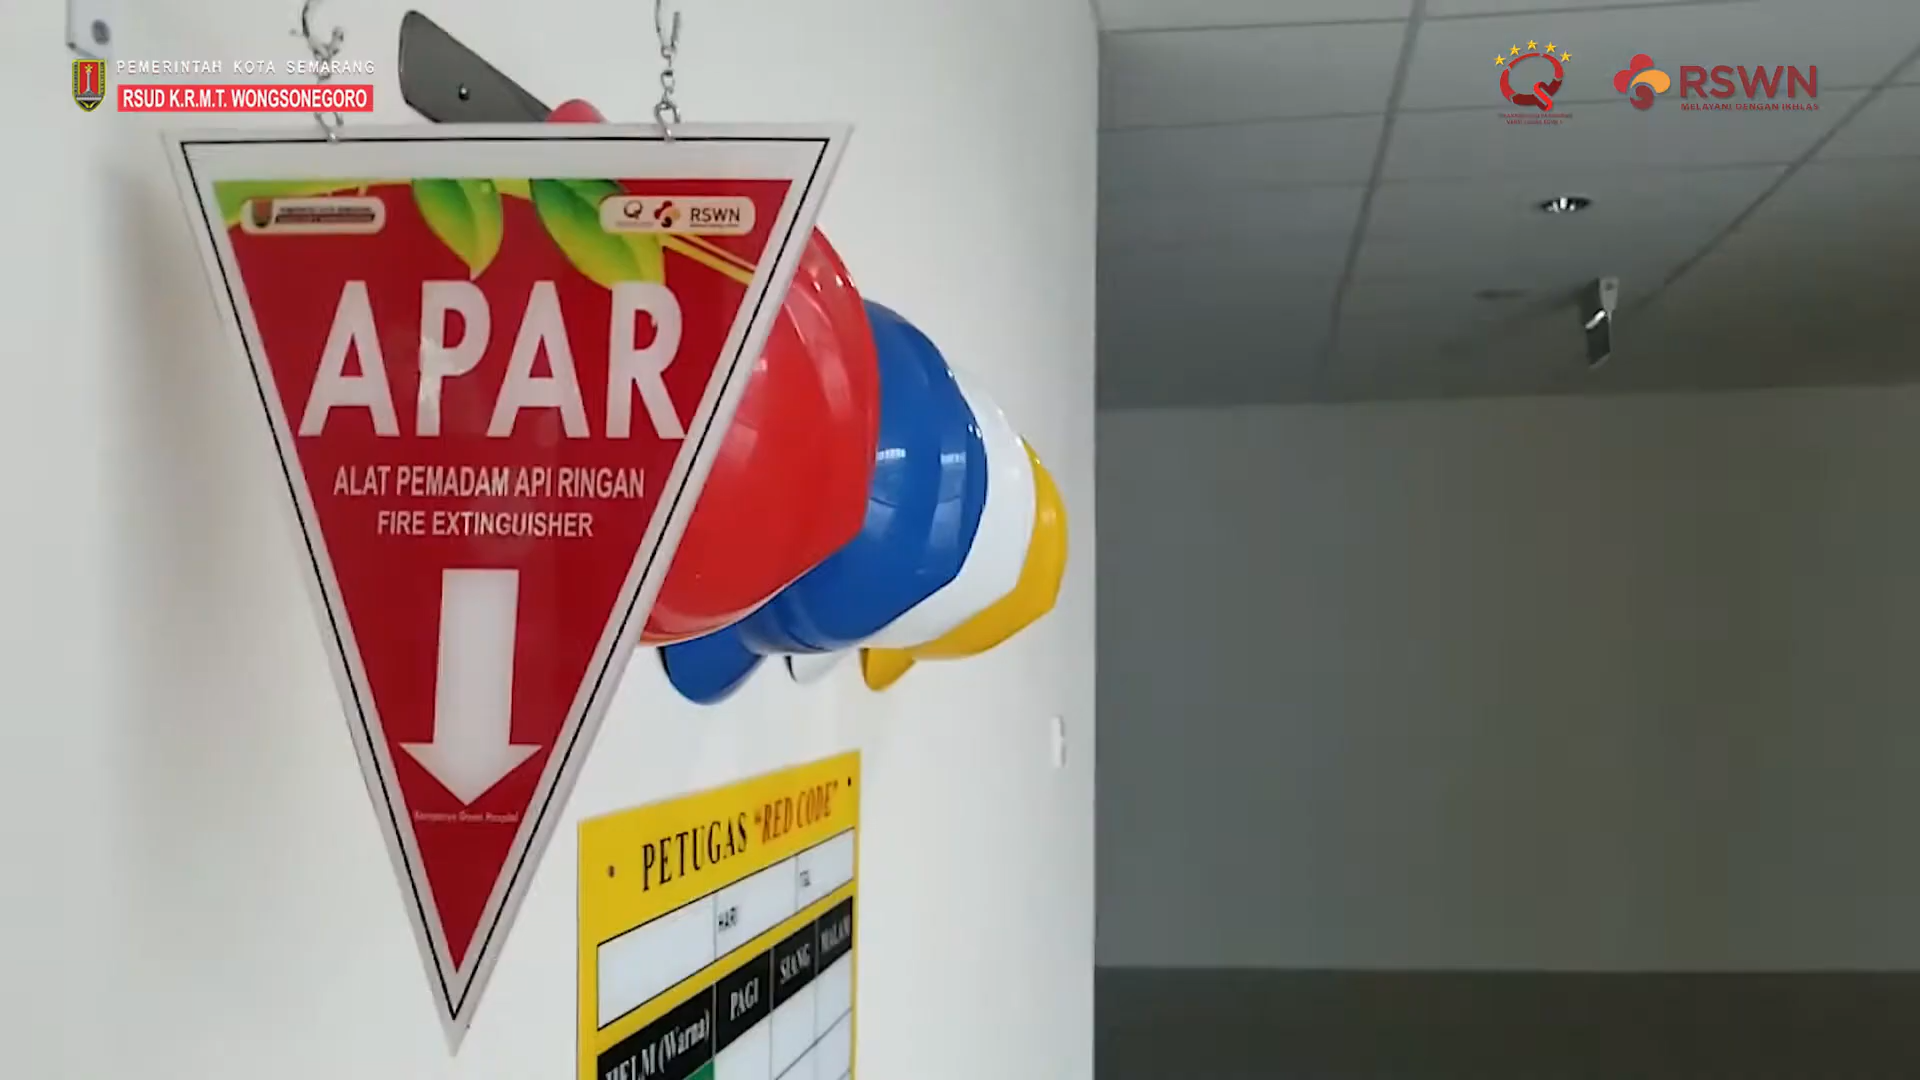 PEMERINTAH KOTA SEMARANG
RSUD K.R.M.T. WONGSONEGORO
RSWN
MELAYANI DENGAN IKHLAS
RSWN
APAR
ALAT PEMADAM API RINGAN
FIRE EXTINGUISHER
PETUGAS "RED CODE"
HARI
TGL
HELM (Warna)
PAGI
SIANG
MALAM